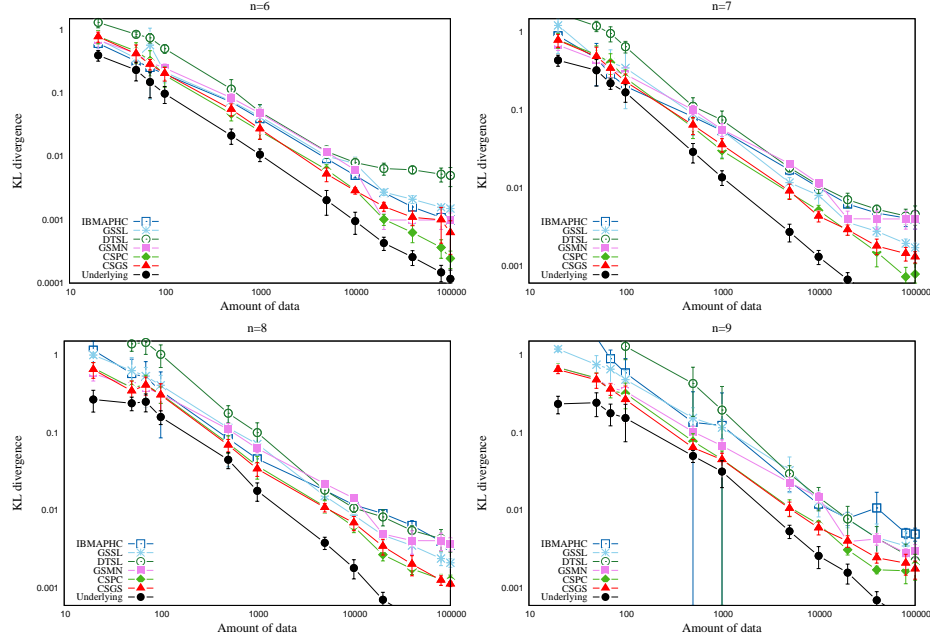 n=6
KL divergence
1
0.1
0.01
0.001
0.0001
IBMAPHC
GSSL
DTSL
GSMN
CSPC
CSGS
Underlying
10
100
1000
10000
100000
Amount of data
n=7
KL divergence
1
0.1
0.01
0.001
IBMAPHC
GSSL
DTSL
GSMN
CSPC
CSGS
Underlying
10
100
1000
10000
100000
Amount of data
n=8
KL divergence
1
0.1
0.01
0.001
IBMAPHC
GSSL
DTSL
GSMN
CSPC
CSGS
Underlying
10
100
1000
10000
100000
Amount of data
n=9
KL divergence
1
0.1
0.01
0.001
IBMAPHC
GSSL
DTSL
GSMN
CSPC
CSGS
Underlying
10
100
1000
10000
100000
Amount of data